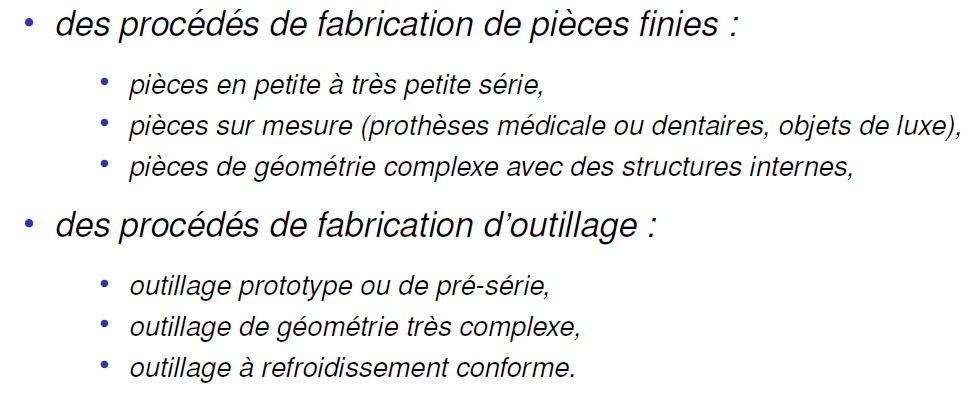 • des procédés de fabrication de pièces finies :
• pièces en petite à très petite série,
• pièces sur mesure (prothèses médicale ou dentaires, objets de luxe),
• pièces de géométrie complexe avec des structures internes,
• des procédés de fabrication d'outillage :
• outillage prototype ou de pré-série,
• outillage de géométrie très complexe,
• outillage à refroidissement conforme.